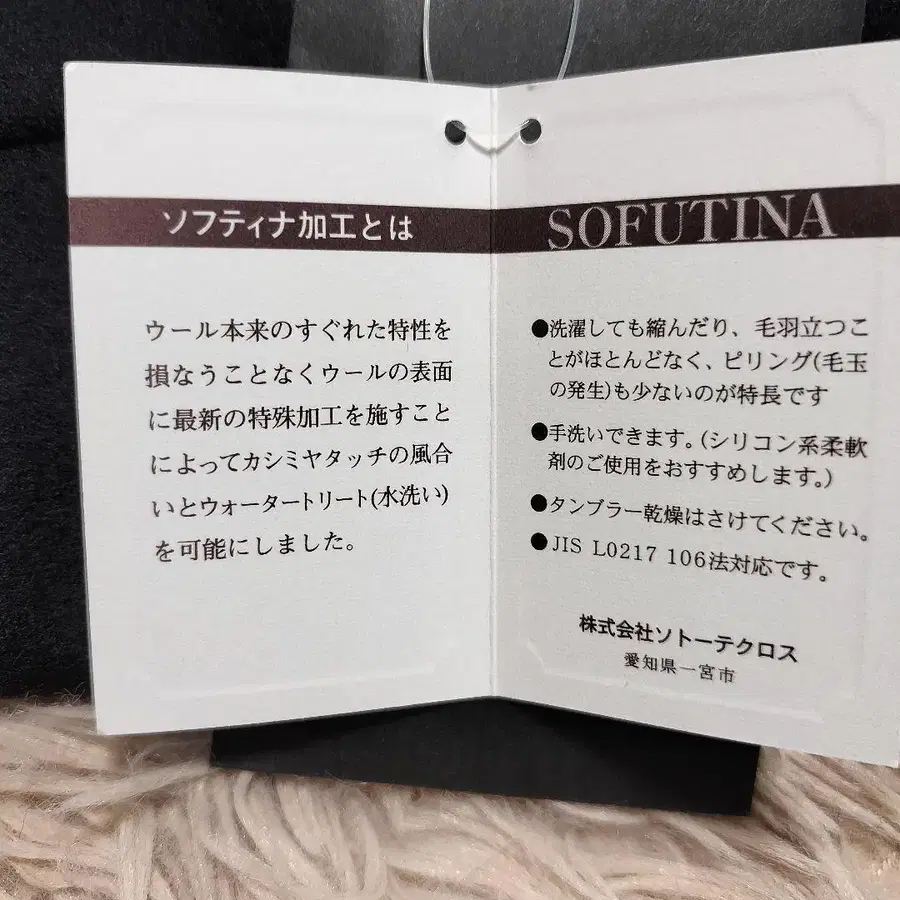 ソフティナ加工とは
ウール本来のすぐれた特性を
損なうことなくウールの表面
に最新の特殊加工を施すこと
によってカシミヤタッチの風合
いとウォータートリート(水洗い)
を可能にしました。
SOFUTINA
●洗濯しても縮んだり、毛羽立つこ
とがほとんどなく、ピリング(毛玉
の発生)も少ないのが特長です
●手洗いできます。(シリコン系柔軟
剤のご使用をおすすめします。)
●タンブラー乾燥はさけてください。
●JIS L0217 106法対応です。
株式会社ソトーテクロス
愛知県一宮市